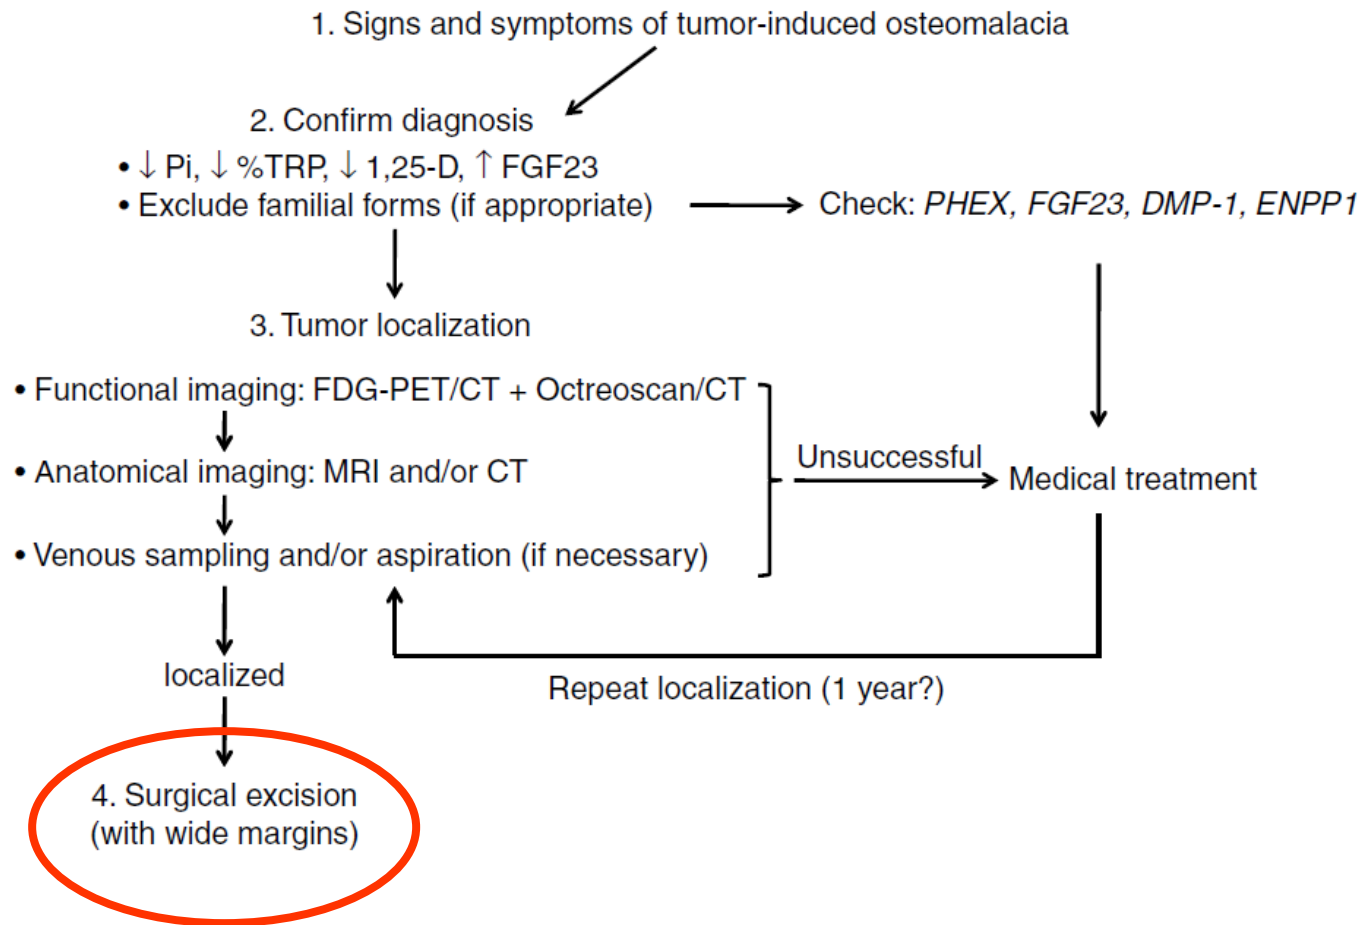 1. Signs and symptoms of tumor-induced osteomalacia
2. Confirm diagnosis
• ↓ Pi, ↓ %TRP, ↓ 1,25-D, ↑ FGF23
• Exclude familial forms (if appropriate)
Check: PHEX, FGF23, DMP-1, ENPP1
3. Tumor localization
• Functional imaging: FDG-PET/CT + Octreoscan/CT
• Anatomical imaging: MRI and/or CT
• Venous sampling and/or aspiration (if necessary)
Unsuccessful
Medical treatment
localized
Repeat localization (1 year?)
4. Surgical excision
(with wide margins)